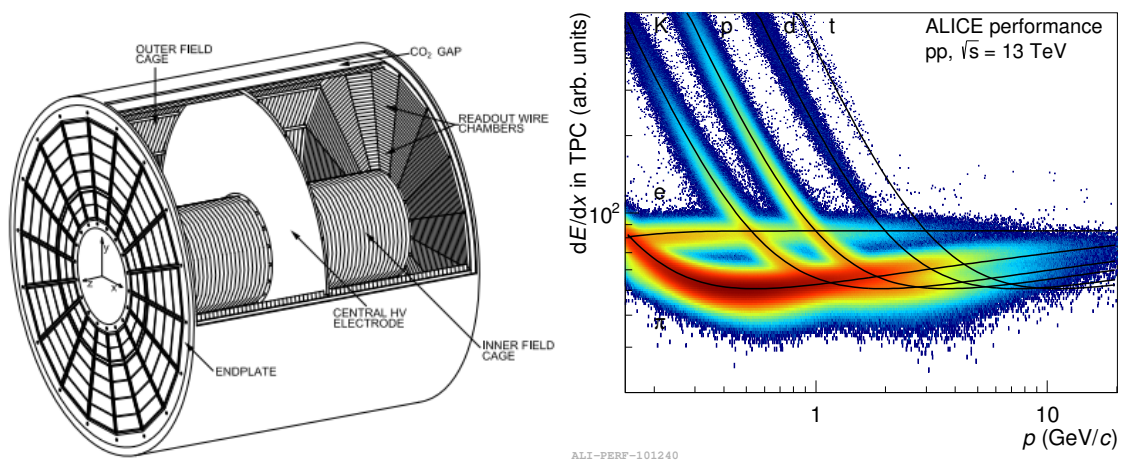 OUTER FIELD
CAGE
CO₂ GAP
READOUT WIRE
CHAMBERS
y
x
z
CENTRAL HV
ELECTRODE
INNER FIELD
CAGE
ENDPLATE
dE/dx in TPC (arb. units)
10²
K
p
d
t
e
π
ALICE performance
pp, √s = 13 TeV
1
10
p (GeV/c)
ALI-PERF-101240